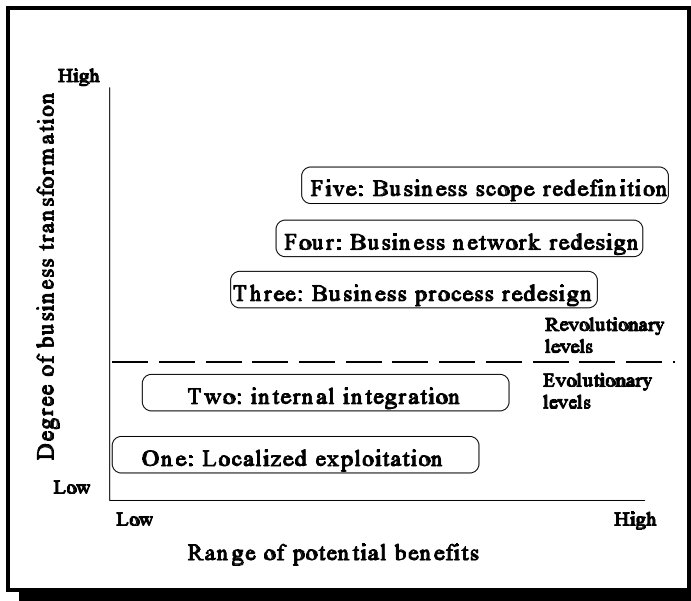 High
Degree of business transformation
Five: Business scope redefinition
Four: Business network redesign
Three: Business process redesign
Revolutionary
levels
Evolutionary
levels
Two: internal integration
One: Localized exploitation
Low
Low
High
Range of potential benefits